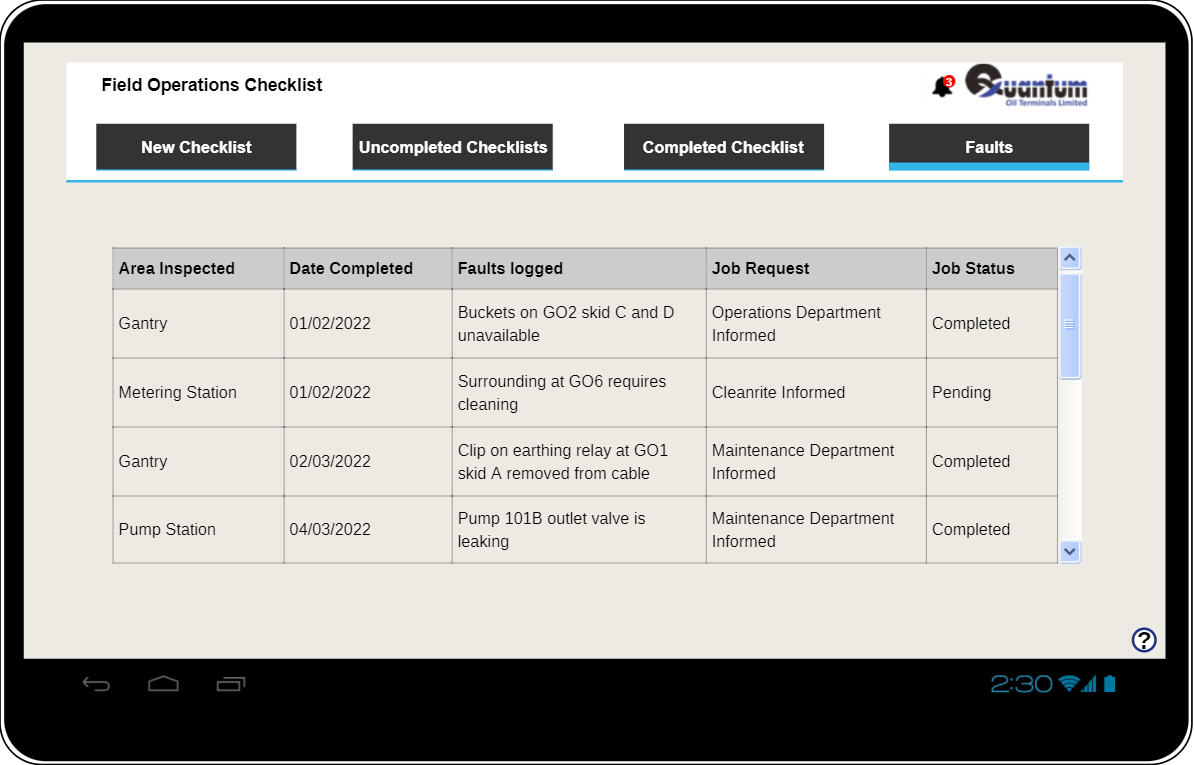 Field Operations Checklist
3
Quantum
Oil Terminals Limited
New Checklist
Uncompleted Checklists
Completed Checklist
Faults
Area Inspected
Date Completed
Faults logged
Job Request
Job Status
Gantry
01/02/2022
Buckets on GO2 skid C and D
unavailable
Operations Department
Informed
Completed
Metering Station
01/02/2022
Surrounding at GO6 requires
cleaning
Cleanrite Informed
Pending
Gantry
02/03/2022
Clip on earthing relay at GO1
skid A removed from cable
Maintenance Department
Informed
Completed
Pump Station
04/03/2022
Pump 101B outlet valve is
leaking
Maintenance Department
Informed
Completed
?
2:30